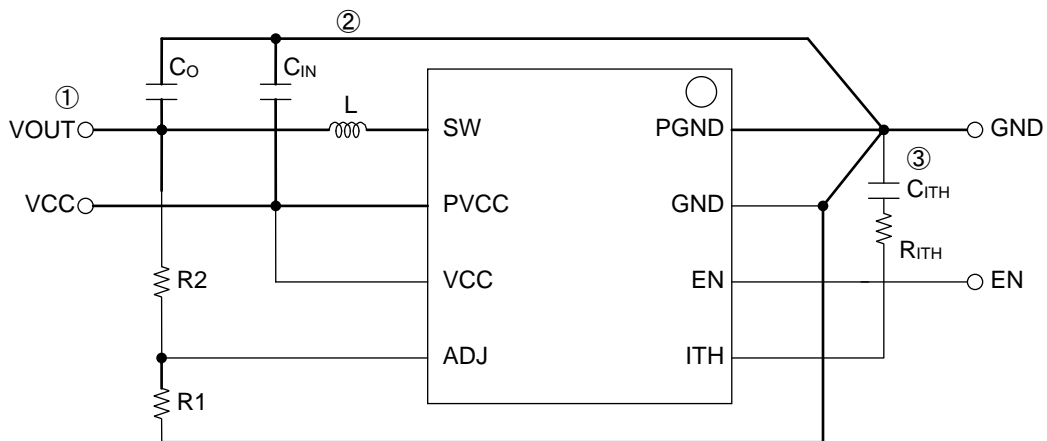 ②
CO
CIN
①
L
VOUT
SW
PGND
GND
③
CITH
VCC
PVCC
GND
RITH
R2
VCC
EN
EN
ADJ
ITH
R1